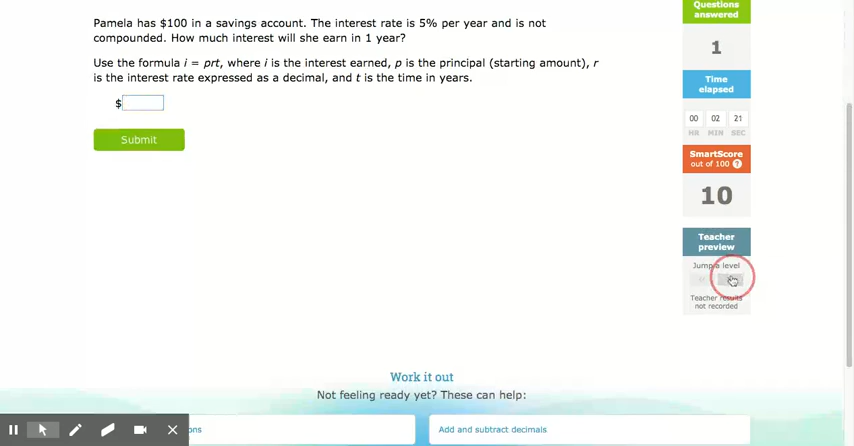 Pamela has $100 in a savings account. The interest rate is 5% per year and is not
compounded. How much interest will she earn in 1 year?
Use the formula i = prt, where i is the interest earned, p is the principal (starting amount), r
is the interest rate expressed as a decimal, and t is the time in years.
$
Submit
Questions
answered
1
Time
elapsed
00 02 21
HR MIN SEC
SmartScore
out of 100 ?
10
Teacher
preview
Jump a level
Teacher results
not recorded
Work it out
Not feeling ready yet? These can help:
Add and subtract decimals